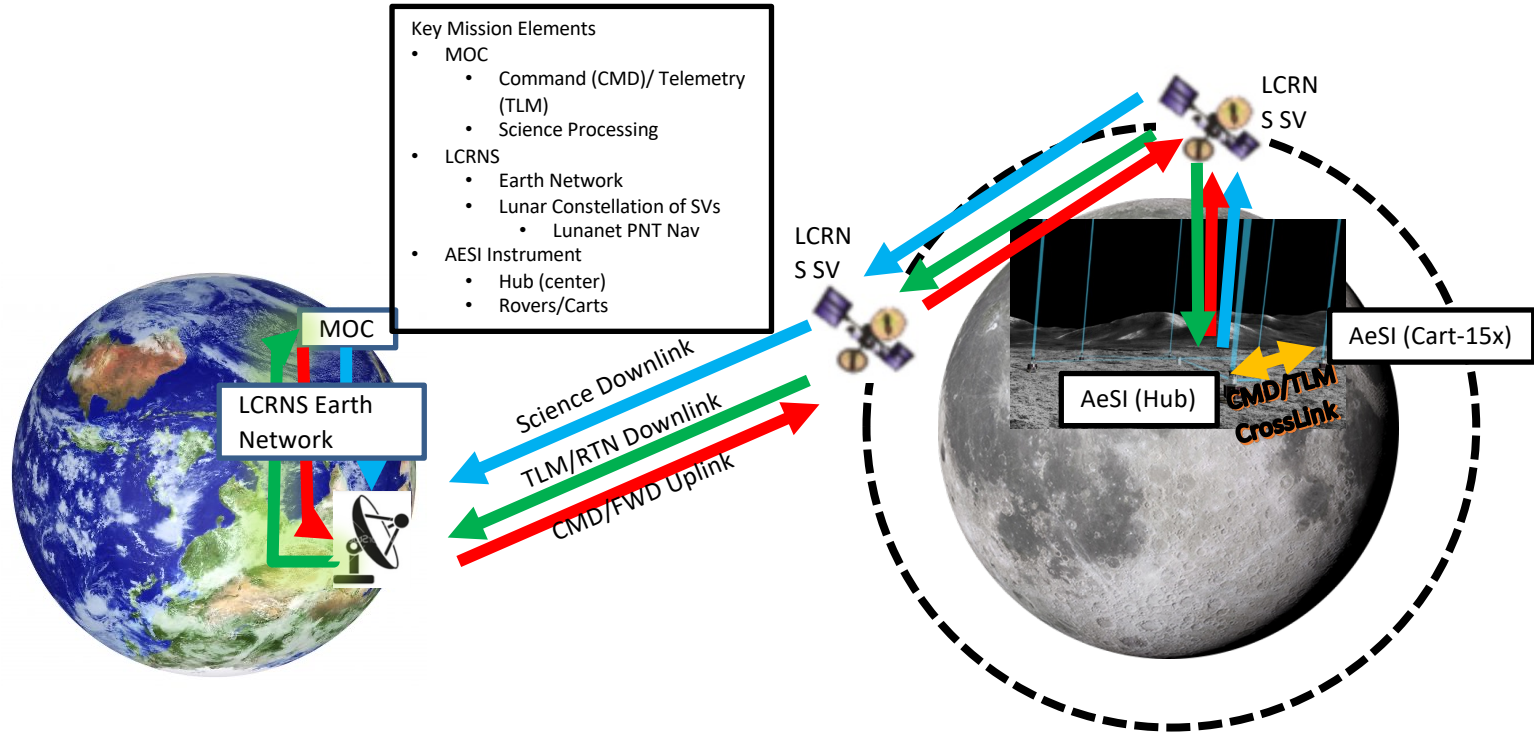 Key Mission Elements
• MOC
• Command (CMD)/ Telemetry
(TLM)
• Science Processing
• LCRNS
• Earth Network
• Lunar Constellation of SVs
• Lunanet PNT Nav
• AESI Instrument
• Hub (center)
• Rovers/Carts
LCRN
S SV
LCRN
S SV
MOC
LCRNS Earth
Network
Science Downlink
TLM/RTN Downlink
CMD/FWD Uplink
AeSI (Cart-15x)
AeSI (Hub)
CMD/TLM
CrossLink